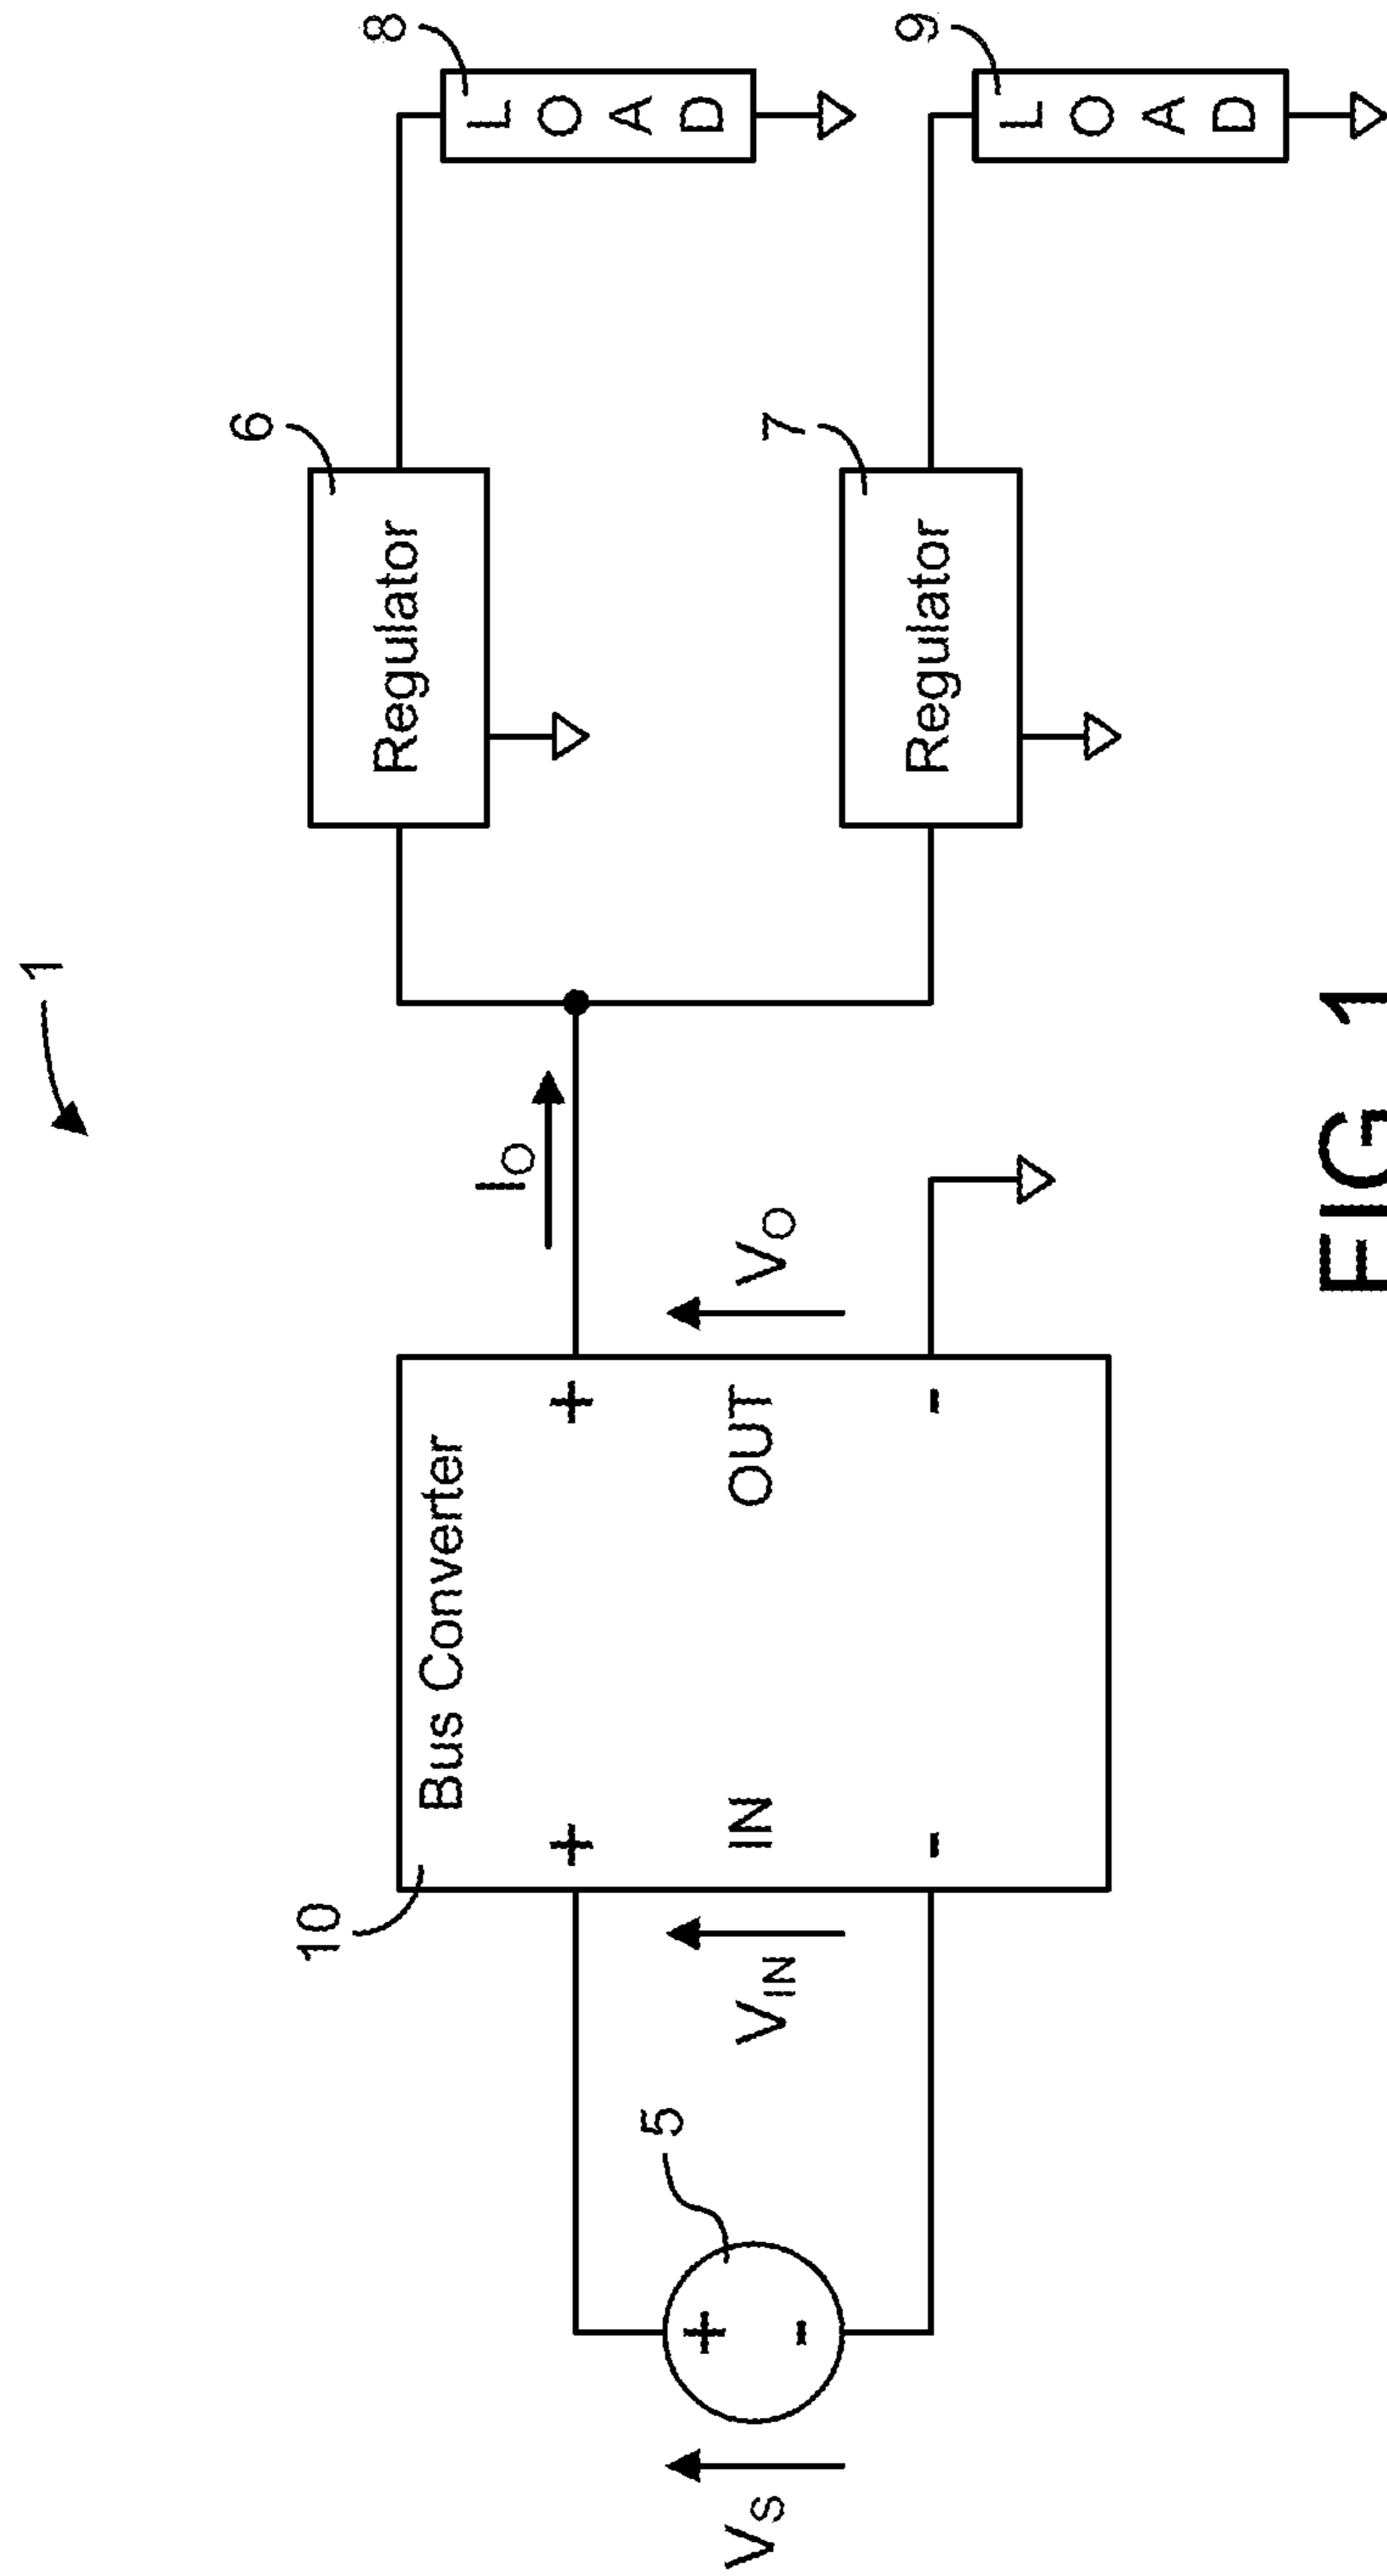 1
6
8
Regulator
LOAD
10
Bus Converter
IO
+
+
5
+
-
VS
VIN
IN
OUT
VO
-
-
7
9
Regulator
LOAD
FIG 1